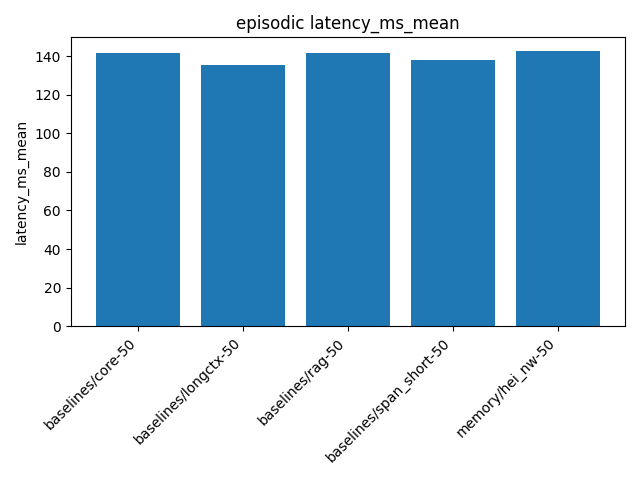 episodic latency_ms_mean
latency_ms_mean
140
120
100
80
60
40
20
0
baselines/core-50
baselines/longctx-50
baselines/rag-50
baselines/span_short-50
memory/hei_nw-50